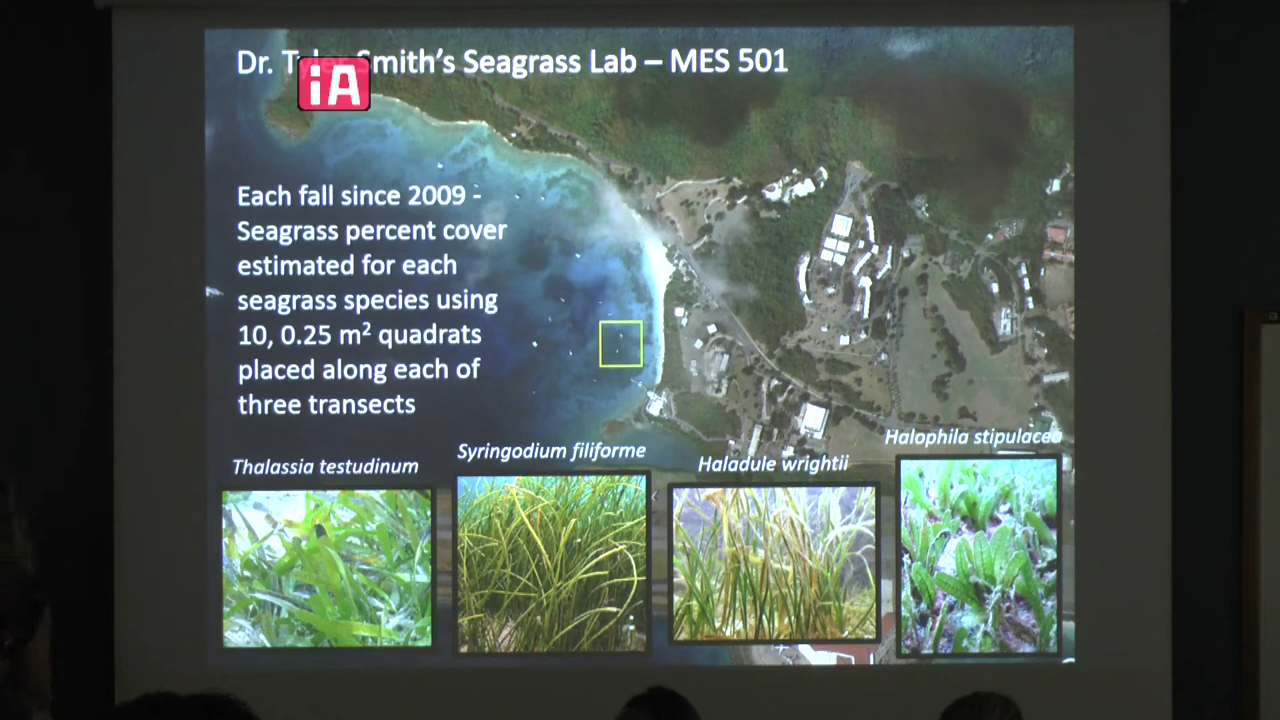 Dr. Tyler Smith's Seagrass Lab – MES 501
iA
Each fall since 2009 -
Seagrass percent cover
estimated for each
seagrass species using
10, 0.25 m² quadrats
placed along each of
three transects
Thalassia testudinum
Syringodium filiforme
Haladule wrightii
Halophila stipulacea